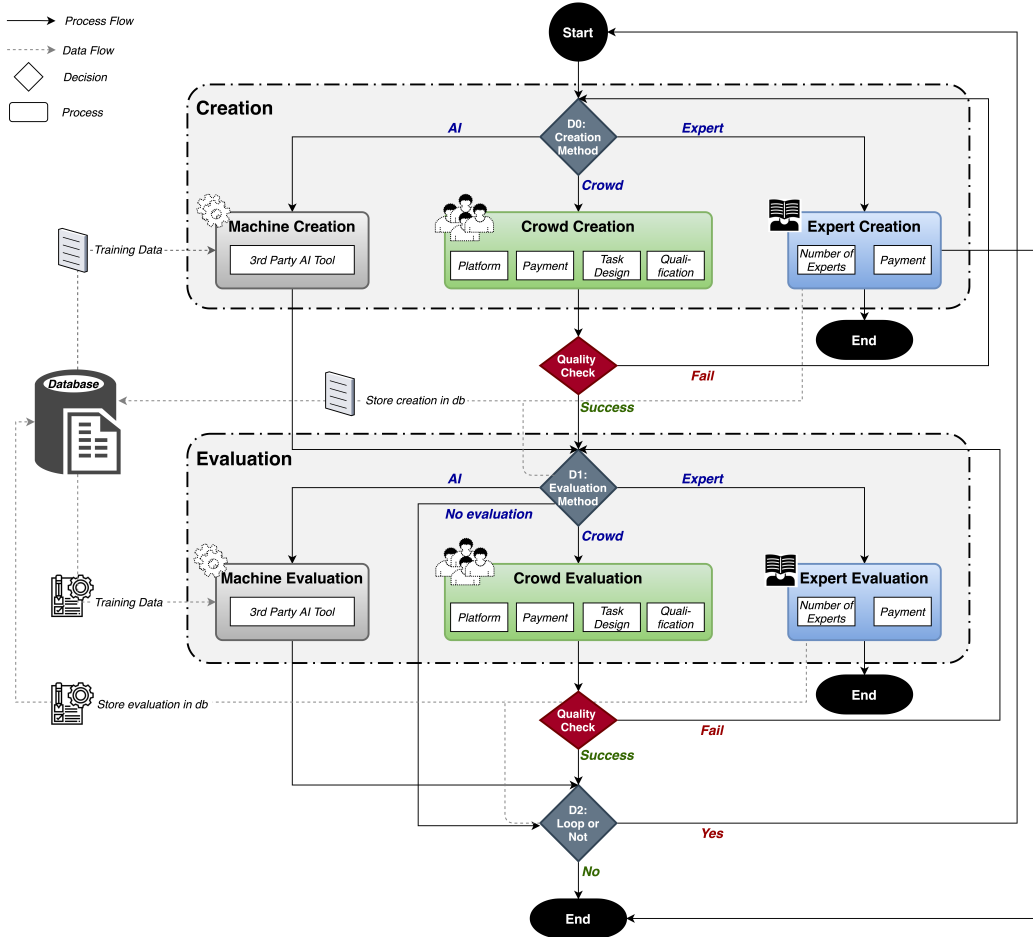 Process Flow
Data Flow
Decision
Process
Start
Creation
D0:
Creation
Method
AI
Expert
Crowd
Machine Creation
3rd Party AI Tool
Crowd Creation
Platform
Payment
Task
Design
Quali-
fication
Expert Creation
Number of
Experts
Payment
Training Data
End
Quality
Check
Fail
Success
Database
Store creation in db
Evaluation
D1:
Evaluation
Method
AI
Expert
No evaluation
Crowd
Machine Evaluation
3rd Party AI Tool
Crowd Evaluation
Platform
Payment
Task
Design
Quali-
fication
Expert Evaluation
Number of
Experts
Payment
Training Data
End
Store evaluation in db
Quality
Check
Fail
Success
D2:
Loop or
Not
Yes
No
End